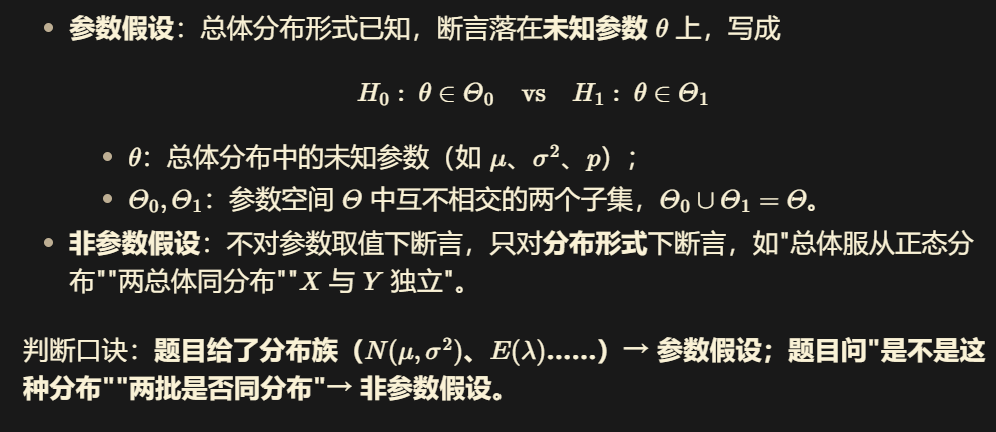 • 参数假设：总体分布形式已知，断言落在未知参数 θ 上，写成
H₀ : θ ∈ Θ₀ vs H₁ : θ ∈ Θ₁
• θ：总体分布中的未知参数（如 μ、σ²、p）；
• Θ₀, Θ₁：参数空间 Θ 中互不相交的两个子集，Θ₀ ∪ Θ₁ = Θ。
• 非参数假设：不对参数取值下断言，只对分布形式下断言，如"总体服从正态分
布""两总体同分布""X 与 Y 独立"。
判断口诀：题目给了分布族（N(μ, σ²)、E(λ)……）→ 参数假设；题目问"是不是这
种分布""两批是否同分布"→ 非参数假设。